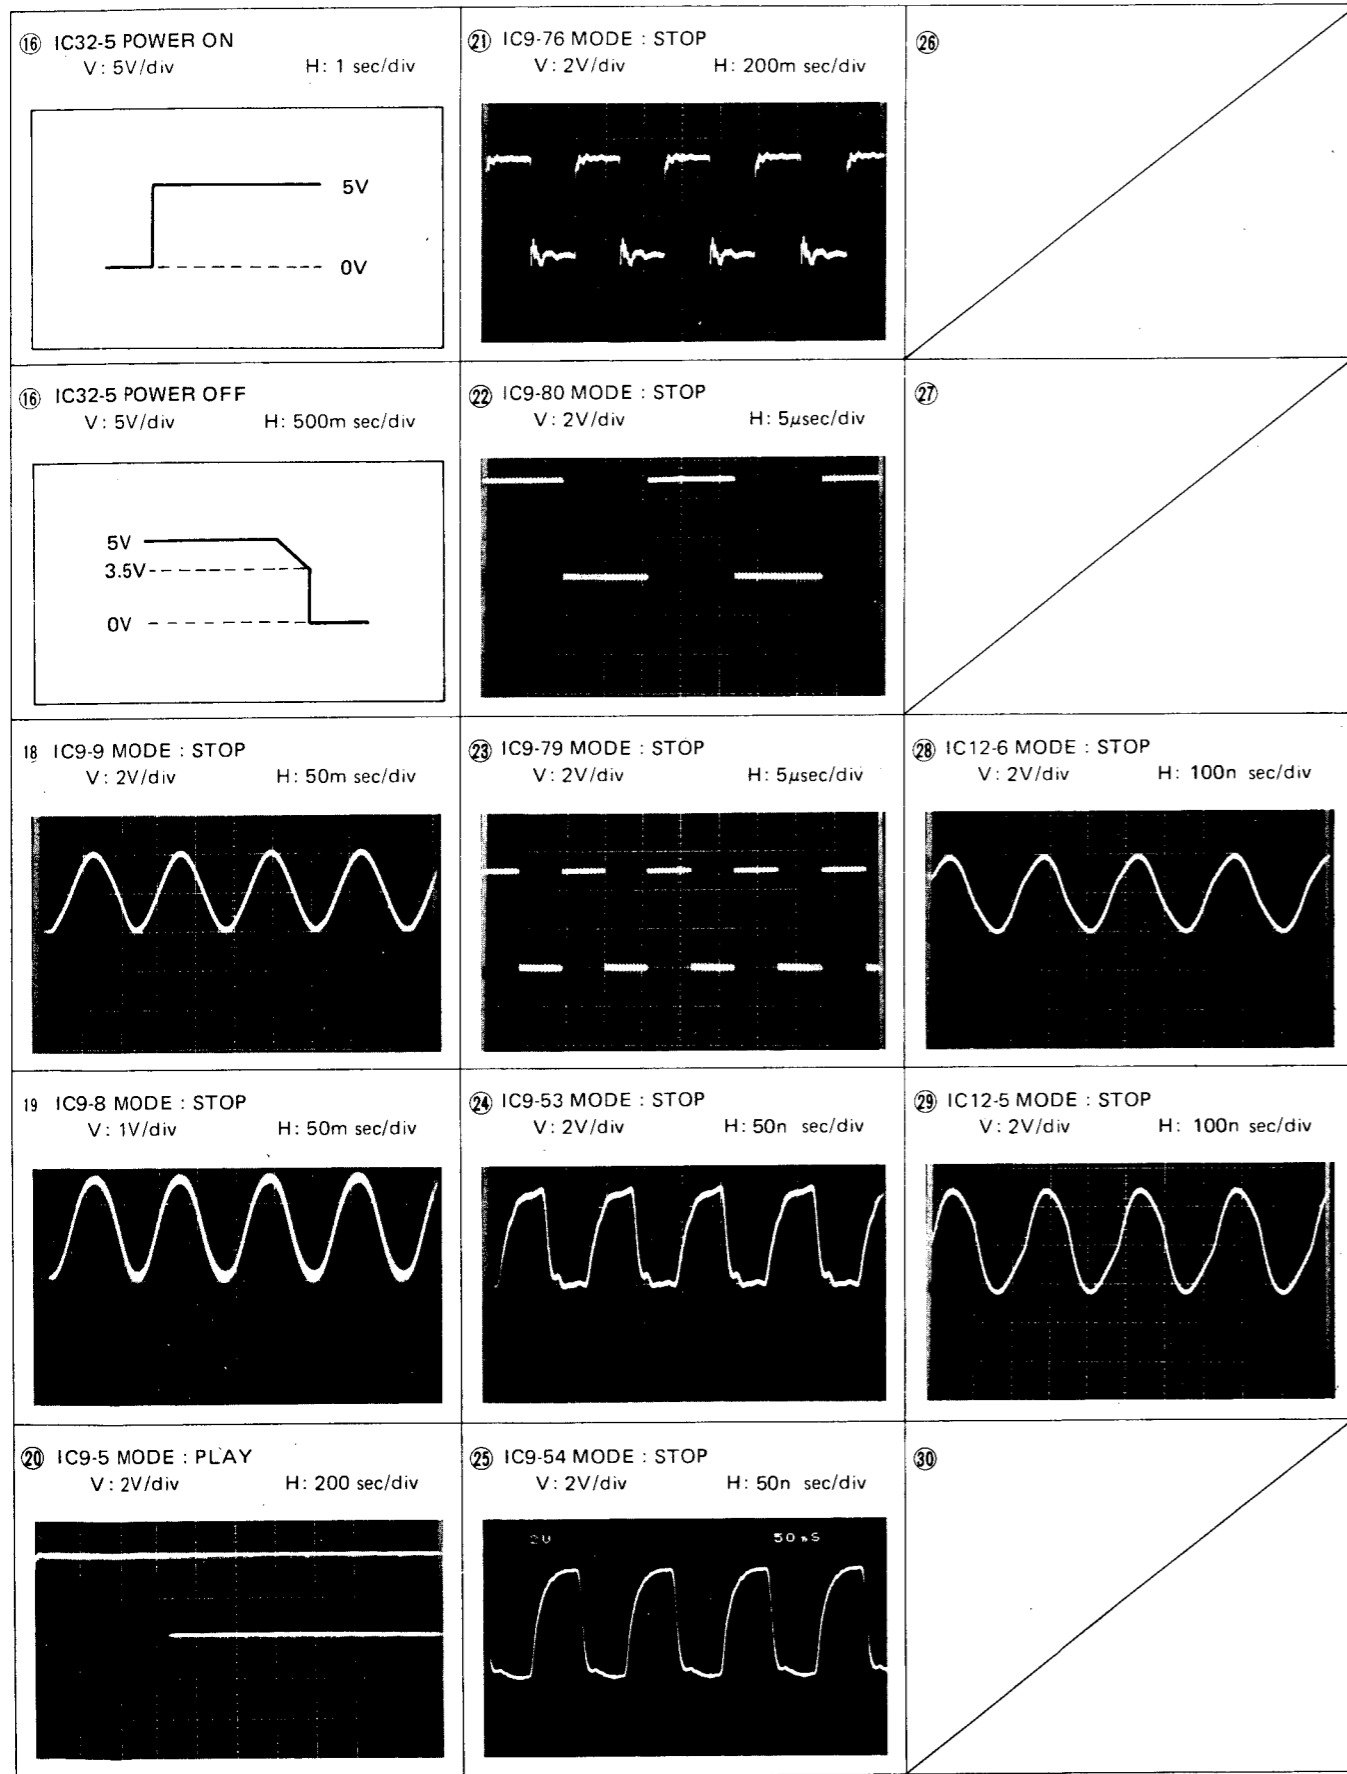 ⑯ IC32-5 POWER ON
V: 5V/div H: 1 sec/div
5V
0V
⑯ IC32-5 POWER OFF
V: 5V/div H: 500m sec/div
5V
3.5V
0V
18 IC9-9 MODE : STOP
V: 2V/div H: 50m sec/div
19 IC9-8 MODE : STOP
V: 1V/div H: 50m sec/div
⑳ IC9-5 MODE : PLAY
V: 2V/div H: 200 sec/div
㉑ IC9-76 MODE : STOP
V: 2V/div H: 200m sec/div
㉒ IC9-80 MODE : STOP
V: 2V/div H: 5μsec/div
㉓ IC9-79 MODE : STOP
V: 2V/div H: 5μsec/div
㉔ IC9-53 MODE : STOP
V: 2V/div H: 50n sec/div
㉕ IC9-54 MODE : STOP
V: 2V/div H: 50n sec/div
2V 50nS
㉖
㉗
㉘ IC12-6 MODE : STOP
V: 2V/div H: 100n sec/div
㉙ IC12-5 MODE : STOP
V: 2V/div H: 100n sec/div
㉚